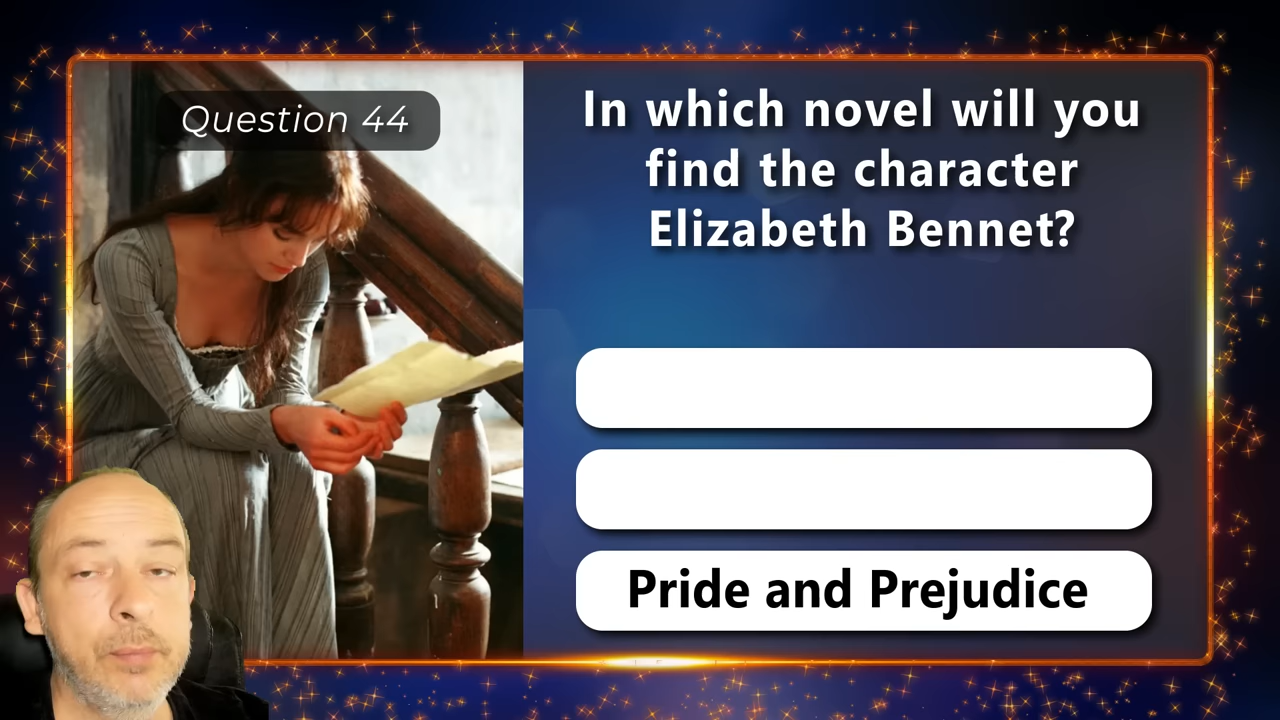 Question 44
In which novel will you
find the character
Elizabeth Bennet?
Pride and Prejudice